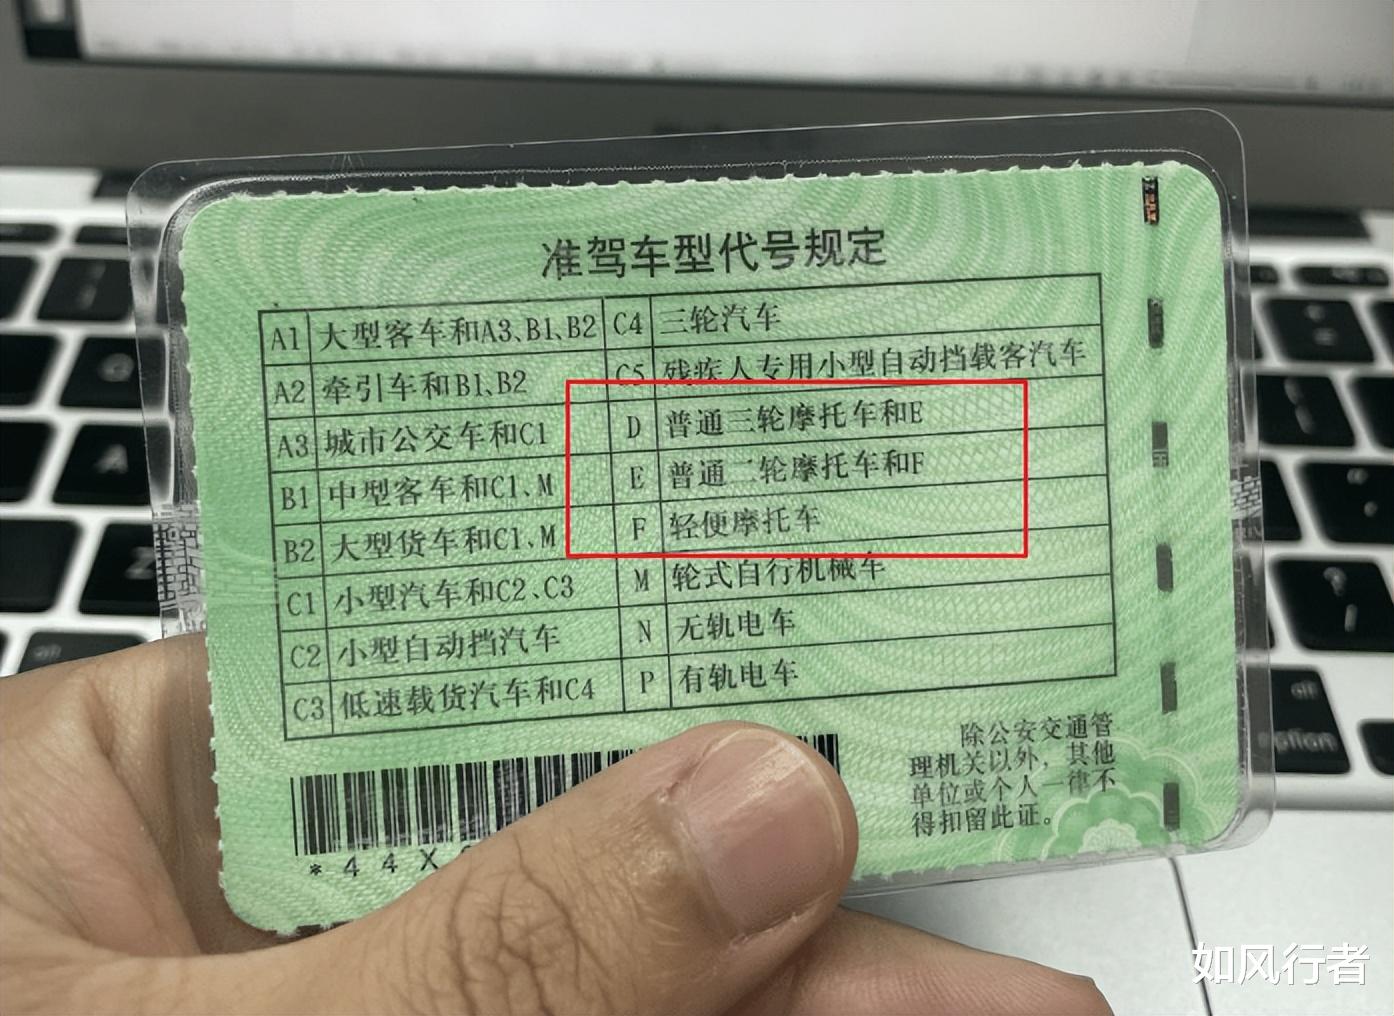 准驾车型代号规定
A1 大型客车和A3、B1、B2 C4 三轮汽车
A2 牵引车和B1、B2 C5 残疾人专用小型自动挡载客汽车
A3 城市公交车和C1 D 普通三轮摩托车和E
B1 中型客车和C1、M E 普通二轮摩托车和F
B2 大型货车和C1、M F 轻便摩托车
C1 小型汽车和C2、C3 M 轮式自行机械车
C2 小型自动挡汽车 N 无轨电车
C3 低速载货汽车和C4 P 有轨电车
除公安交通管
理机关以外，其他
单位或个人一律不
得扣留此证。
*44X
alt
option
如风行者